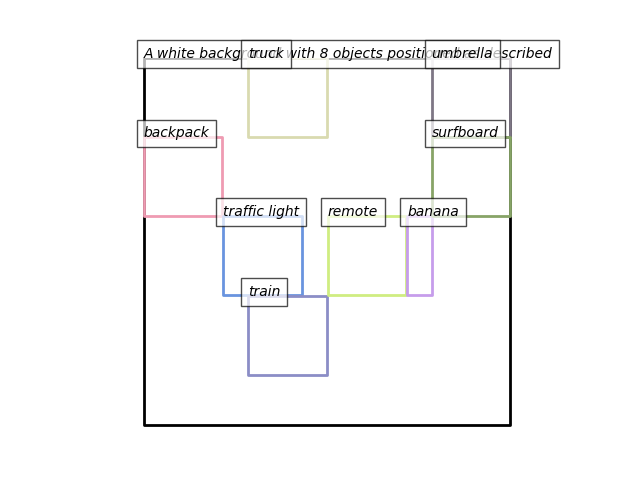 A white background with 8 objects positioned as described
truck
umbrella
backpack
surfboard
traffic light
remote
banana
train